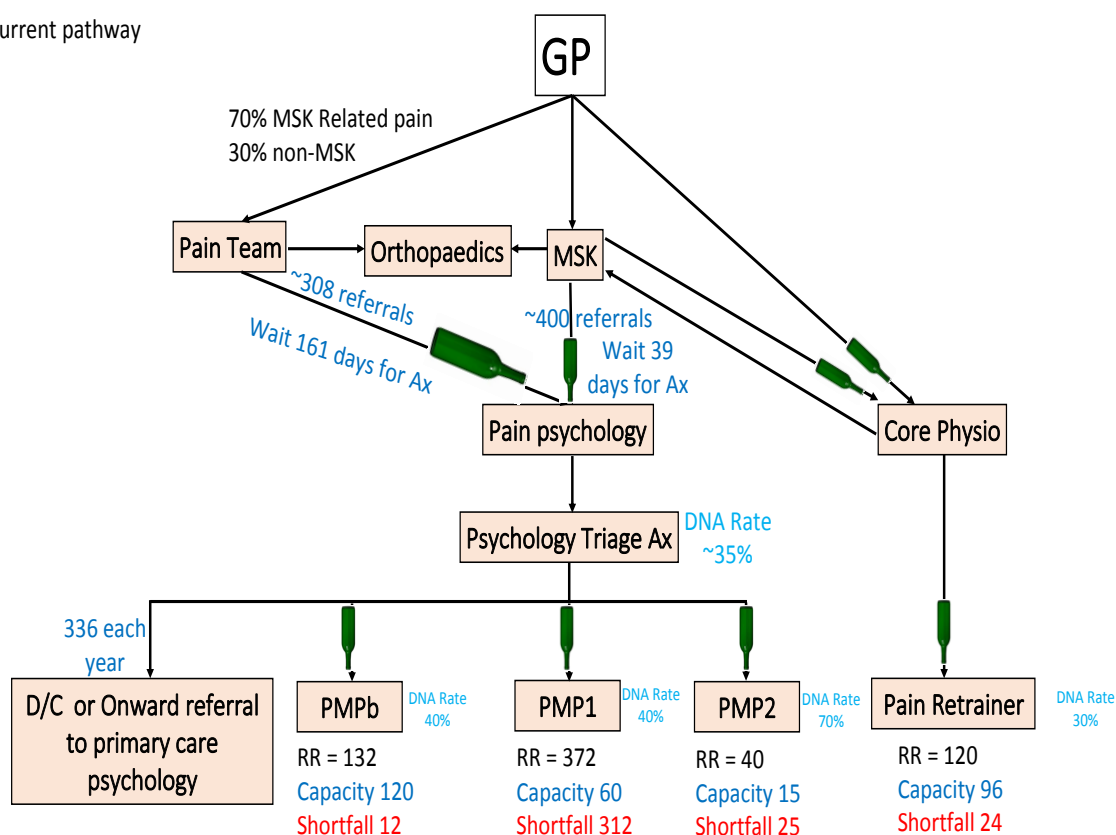 urrent pathway
GP
70% MSK Related pain
30% non-MSK
Pain Team
Orthopaedics
MSK
~308 referrals
Wait 161 days for Ax
~400 referrals
Wait 39
days for Ax
Pain psychology
Core Physio
Psychology Triage Ax
DNA Rate
~35%
336 each
year
D/C or Onward referral
to primary care
psychology
PMPb
DNA Rate
40%
RR = 132
Capacity 120
Shortfall 12
PMP1
DNA Rate
40%
RR = 372
Capacity 60
Shortfall 312
PMP2
DNA Rate
70%
RR = 40
Capacity 15
Shortfall 25
Pain Retrainer
DNA Rate
30%
RR = 120
Capacity 96
Shortfall 24